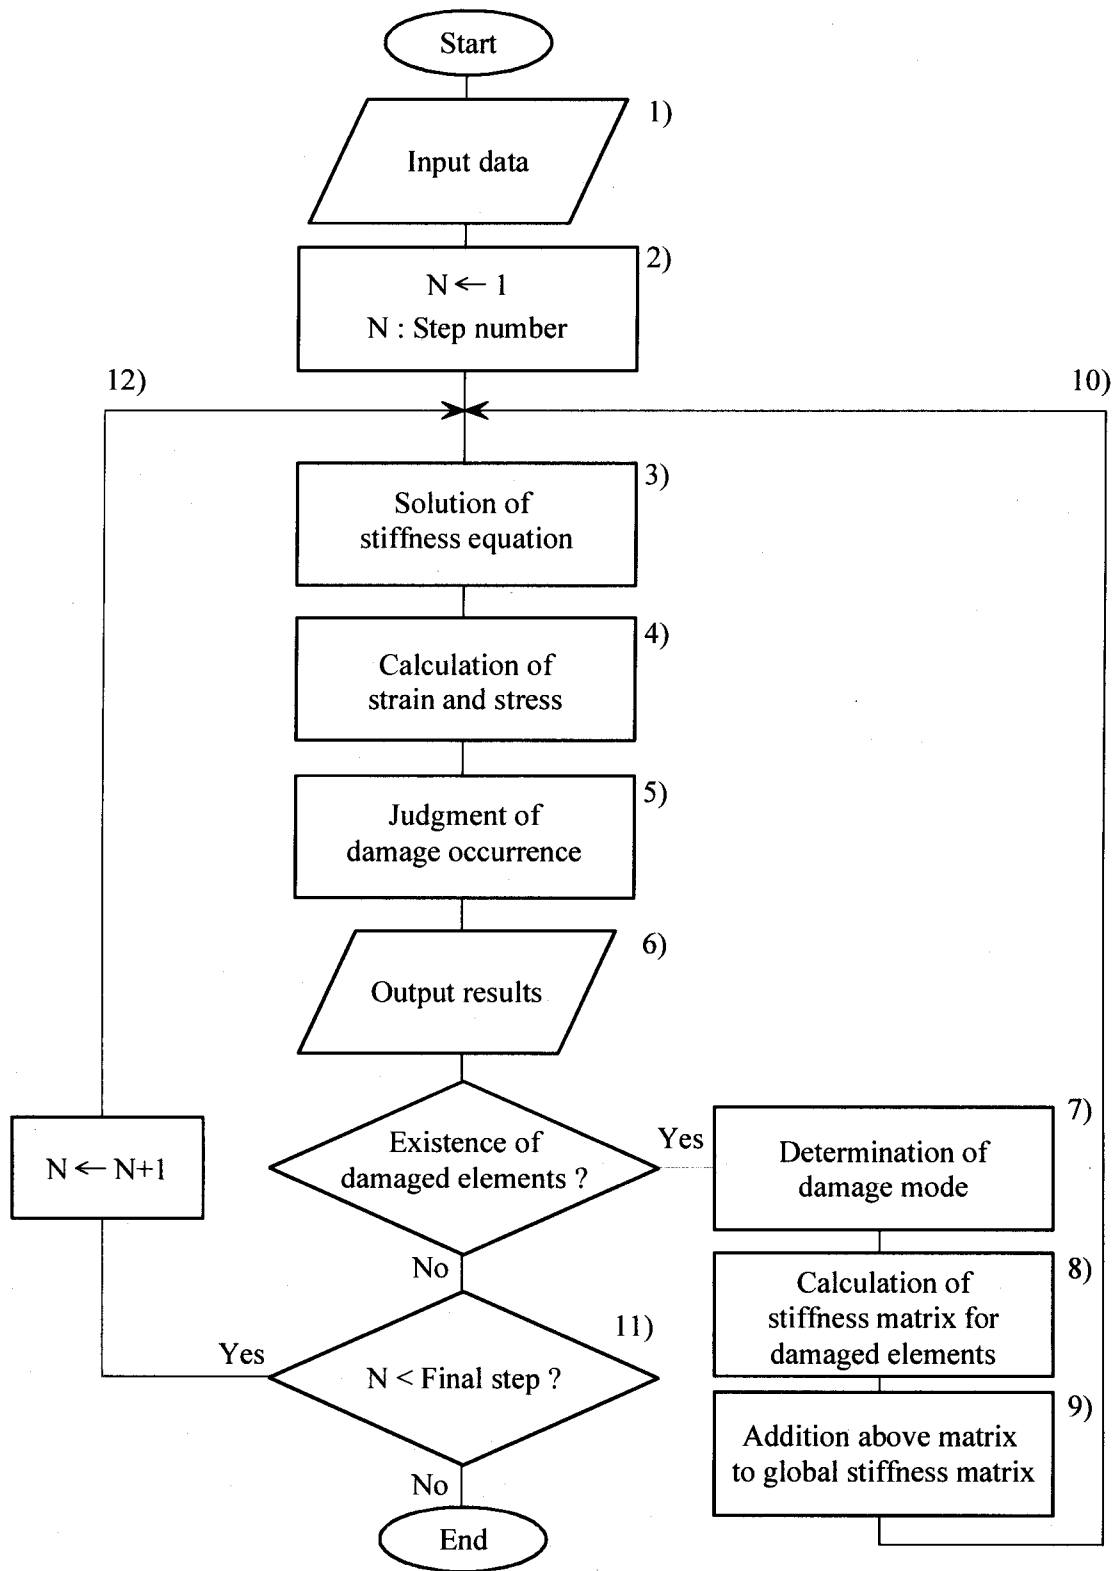 Start
1)
Input data
2)
N ← 1
N : Step number
12)
10)
3)
Solution of
stiffness equation
4)
Calculation of
strain and stress
5)
Judgment of
damage occurrence
6)
Output results
7)
Existence of
damaged elements ?
Yes
Determination of
damage mode
N ← N+1
No
8)
Calculation of
stiffness matrix for
damaged elements
11)
Yes
N < Final step ?
9)
Addition above matrix
to global stiffness matrix
No
End